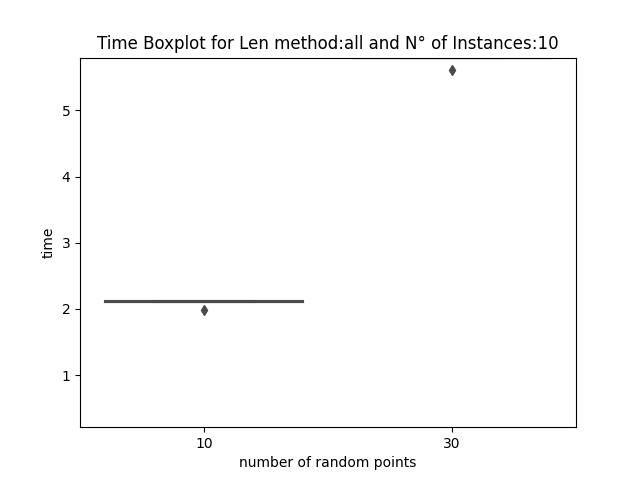 Time Boxplot for Len method:all and N° of Instances:10
5
4
3
2
1
time
10 30
number of random points